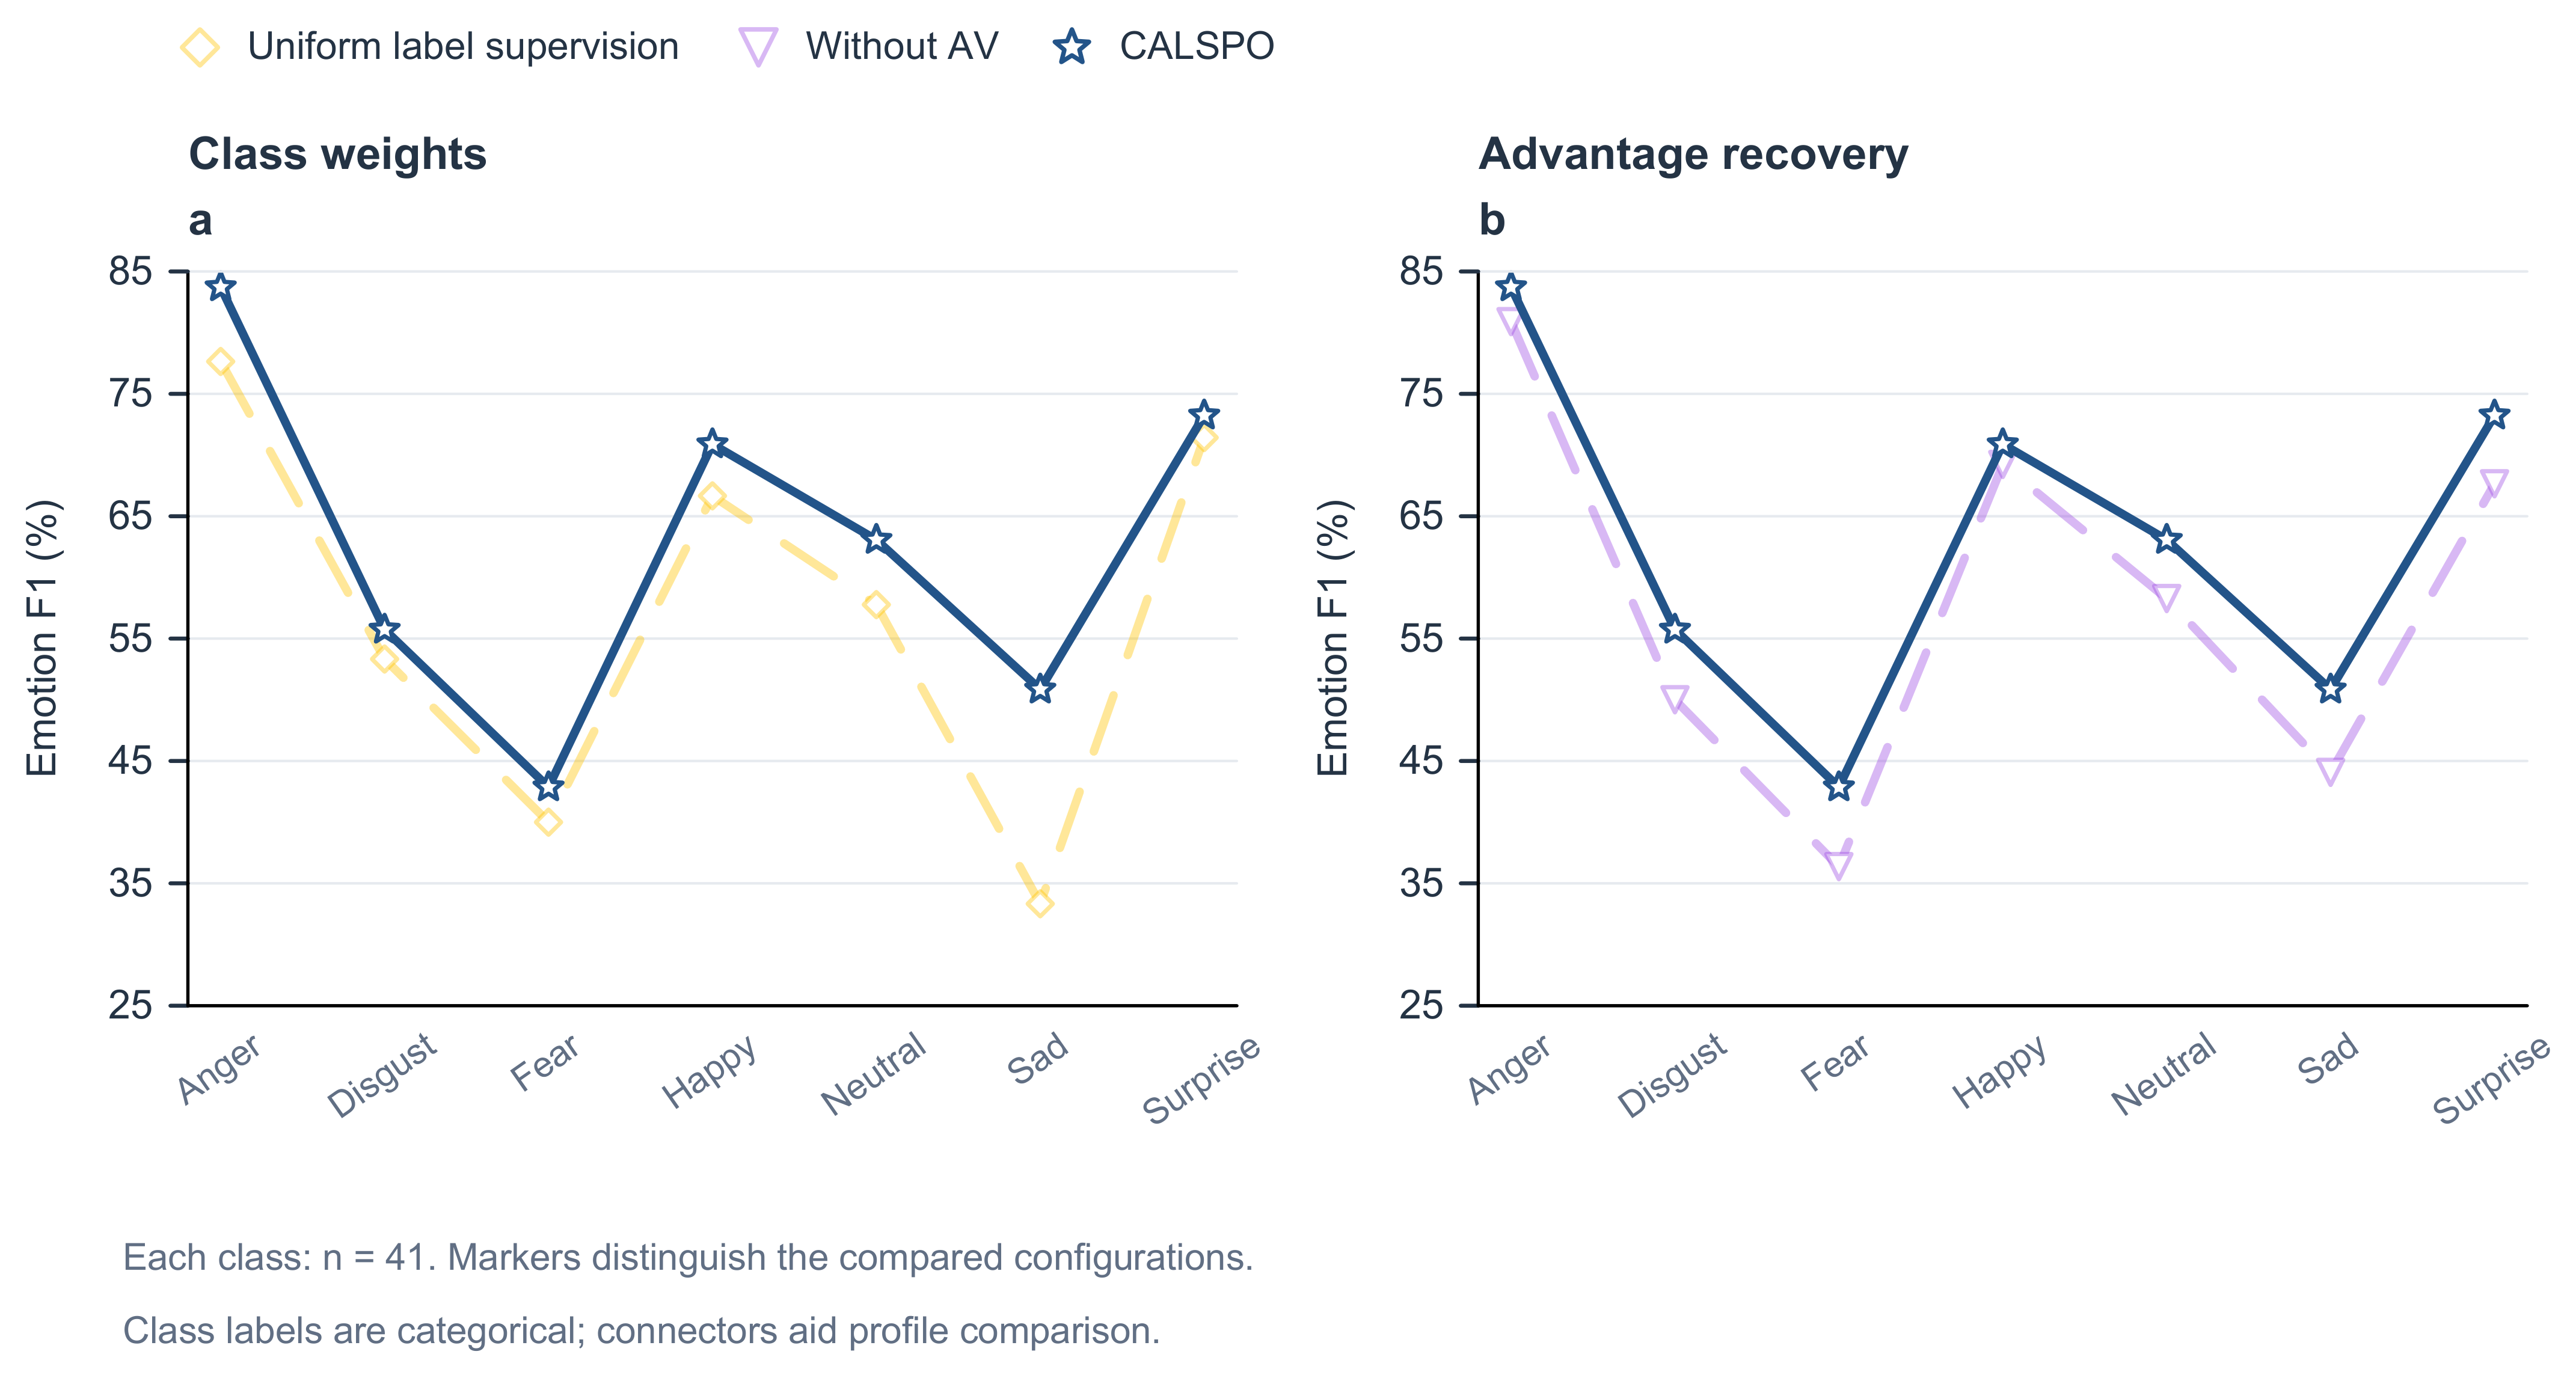 Uniform label supervision Without AV CALSPO
Class weights
a
85
75
65
55
45
35
25
Emotion F1 (%)
Anger Disgust Fear Happy Neutral Sad Surprise
Advantage recovery
b
85
75
65
55
45
35
25
Emotion F1 (%)
Anger Disgust Fear Happy Neutral Sad Surprise
Each class: n = 41. Markers distinguish the compared configurations.
Class labels are categorical; connectors aid profile comparison.